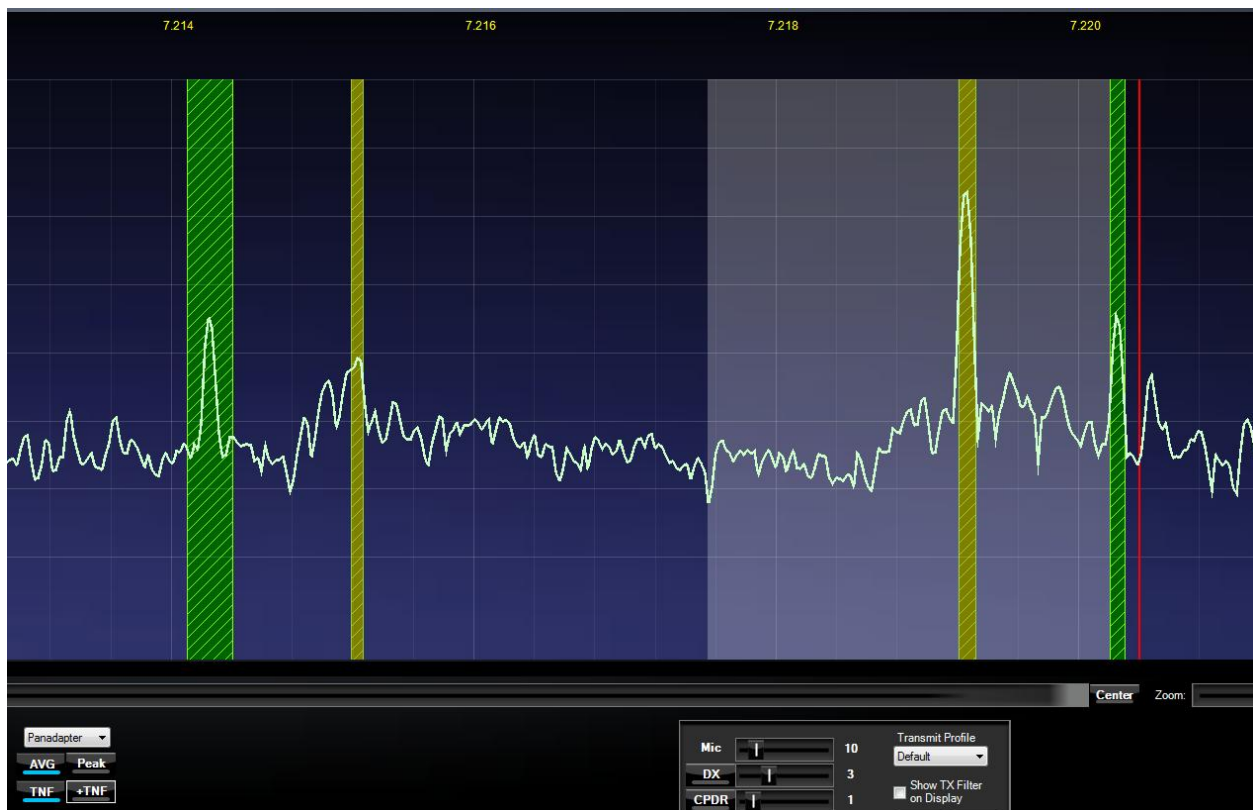 7.214 7.216 7.218 7.220
Center Zoom:
Panadapter
AVG Peak
TNF +TNF
Mic 10
DX 3
CPDR 1
Transmit Profile
Default
Show TX Filter
on Display